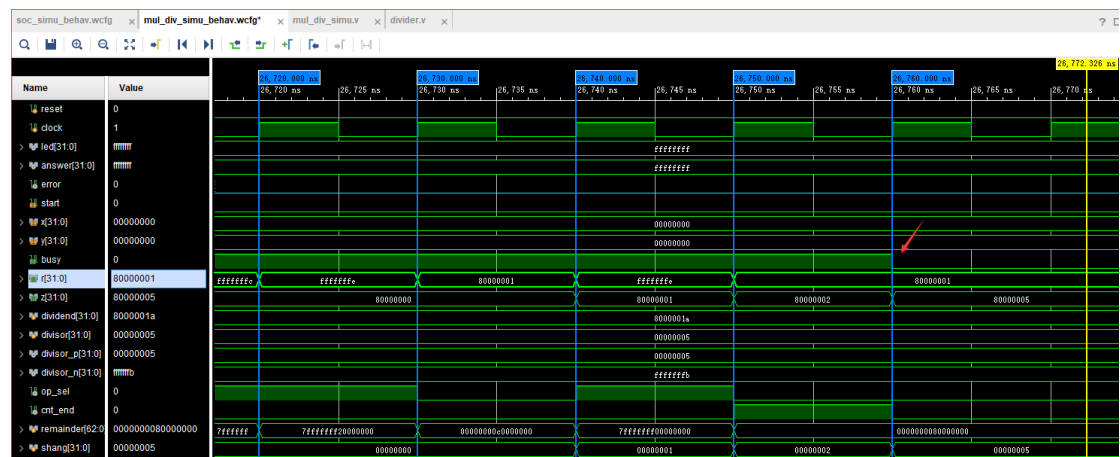 soc_simu_behav.wcfg × mul_div_simu_behav.wcfg* × mul_div_simu.v × divider.v ×
26,772.326 ns
26,720.000 ns 26,730.000 ns 26,740.000 ns 26,750.000 ns 26,760.000 ns
Name Value 26,720 ns 26,725 ns 26,730 ns 26,735 ns 26,740 ns 26,745 ns 26,750 ns 26,755 ns 26,760 ns 26,765 ns 26,770 ns
reset 0
clock 1
led[31:0] ffffffff ffffffff
answer[31:0] ffffffff ffffffff
error 0
start 0
x[31:0] 00000000 00000000
y[31:0] 00000000 00000000
busy 0
r[31:0] 80000001 fffffffc fffffffe 80000001 fffffffe 80000001
z[31:0] 80000005 80000000 80000001 80000002 80000005
dividend[31:0] 8000001a 8000001a
divisor[31:0] 00000005 00000005
divisor_p[31:0] 00000005 00000005
divisor_n[31:0] fffffffb fffffffb
op_sel 0
cnt_end 0
remainder[62:0 0000000080000000 7ffffff 7fffffff20000000 00000000e0000000 7fffffff00000000 0000000080000000
shang[31:0] 00000005 00000000 00000001 00000002 00000005